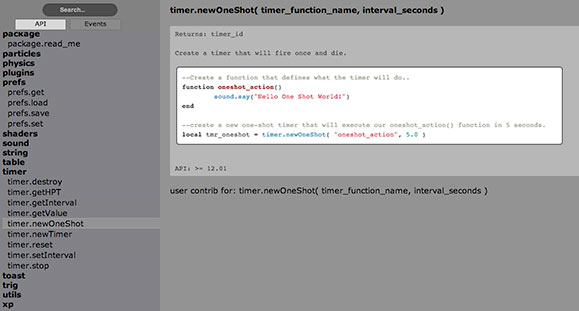 Search...
API
Events
package
package.read_me
particles
physics
plugins
prefs
prefs.get
prefs.load
prefs.save
prefs.set
shaders
sound
string
table
timer
timer.destroy
timer.getHPT
timer.getInterval
timer.getValue
timer.newOneShot
timer.newTimer
timer.reset
timer.setInterval
timer.stop
toast
trig
utils
xp
timer.newOneShot( timer_function_name, interval_seconds )
Returns: timer_id
Create a timer that will fire once and die.
--Create a function that defines what the timer will do..
function oneshot_action()
sound.say("Hello One Shot World!")
end
--create a new one-shot timer that will execute our oneshot_action() function in 5 seconds.
local tmr_oneshot = timer.newOneShot( "oneshot_action", 5.0 )
API: >= 12.01
user contrib for: timer.newOneShot( timer_function_name, interval_seconds )